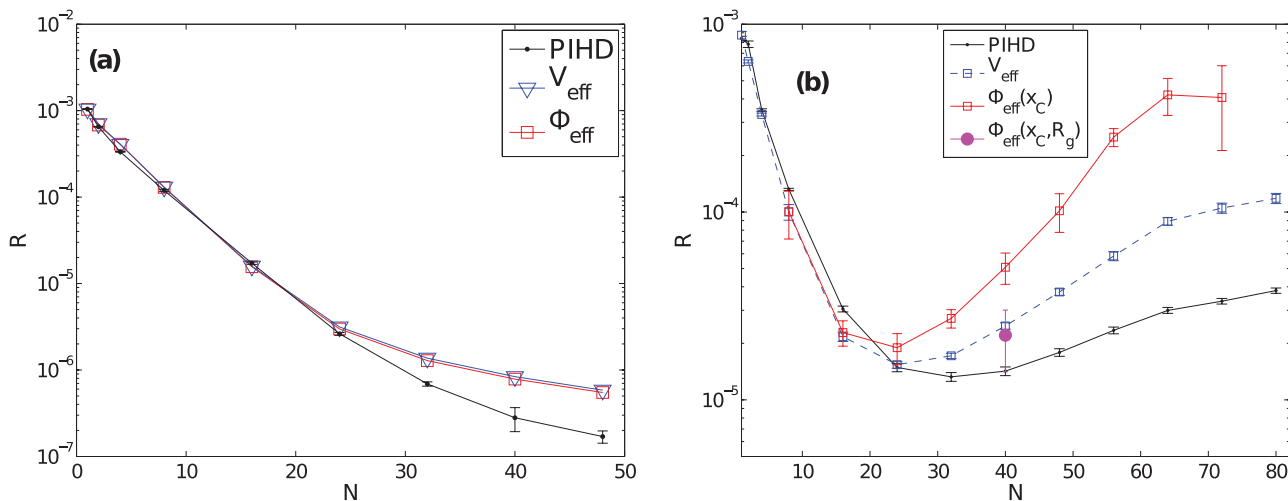 (a)
PIHD
V_eff
Φ_eff
R
10^-2
10^-3
10^-4
10^-5
10^-6
10^-7
0 10 20 30 40 50
N
(b)
PIHD
V_eff
Φ_eff(x_C)
Φ_eff(x_C,R_g)
R
10^-3
10^-4
10^-5
10 20 30 40 50 60 70 80
N